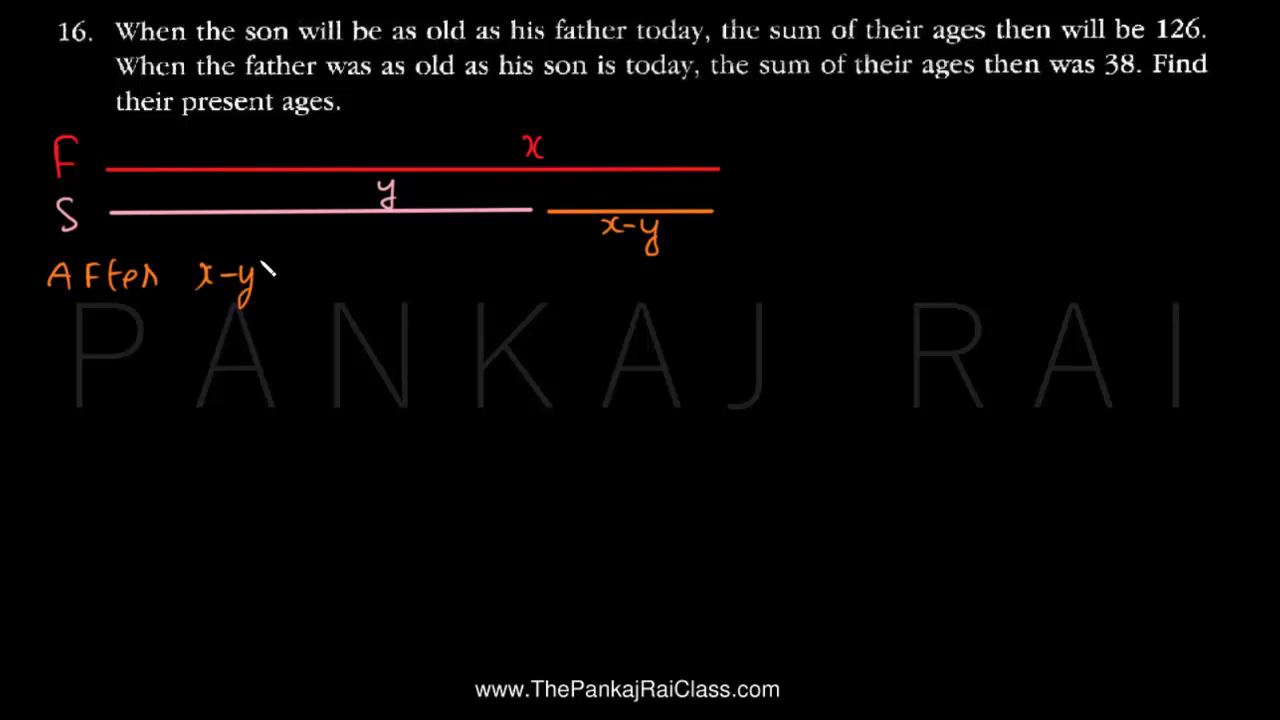 16. When the son will be as old as his father today, the sum of their ages then will be 126.
When the father was as old as his son is today, the sum of their ages then was 38. Find
their present ages.
F x
S y x-y
After x-y
PANKAJ RAI
www.ThePankajRaiClass.com